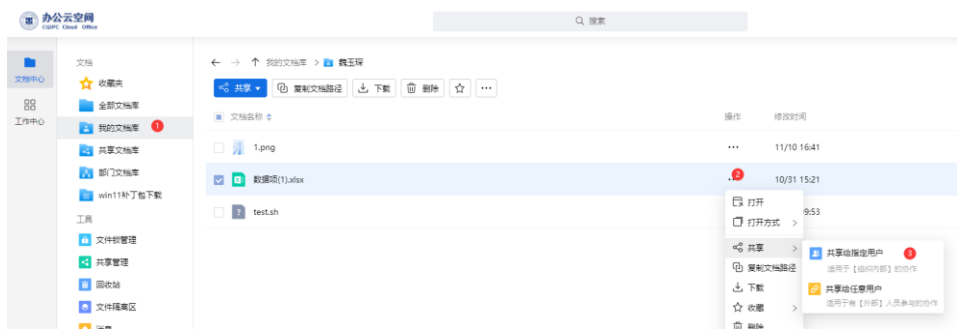 办公云空间
CQIPC Cloud Office
搜索
文档中心
工作中心
文档
收藏夹
全部文档库
我的文档库 1
共享文档库
部门文档库
win11补丁包下载
工具
文件锁管理
共享管理
回收站
文件隔离区
消息
我的文档库 > 魏玉琛
共享 复制文档路径 下载 删除 ...
文档名称 操作 修改时间
1.png ... 11/10 16:41
数据项(1).xlsx 2 10/31 15:21
test.sh 9:53
打开
打开方式 >
共享 >
复制文档路径
下载
收藏 >
删除
共享给指定用户 3
适用于【组织内部】的协作
共享给任意用户
适用于有【外部】人员参与的协作